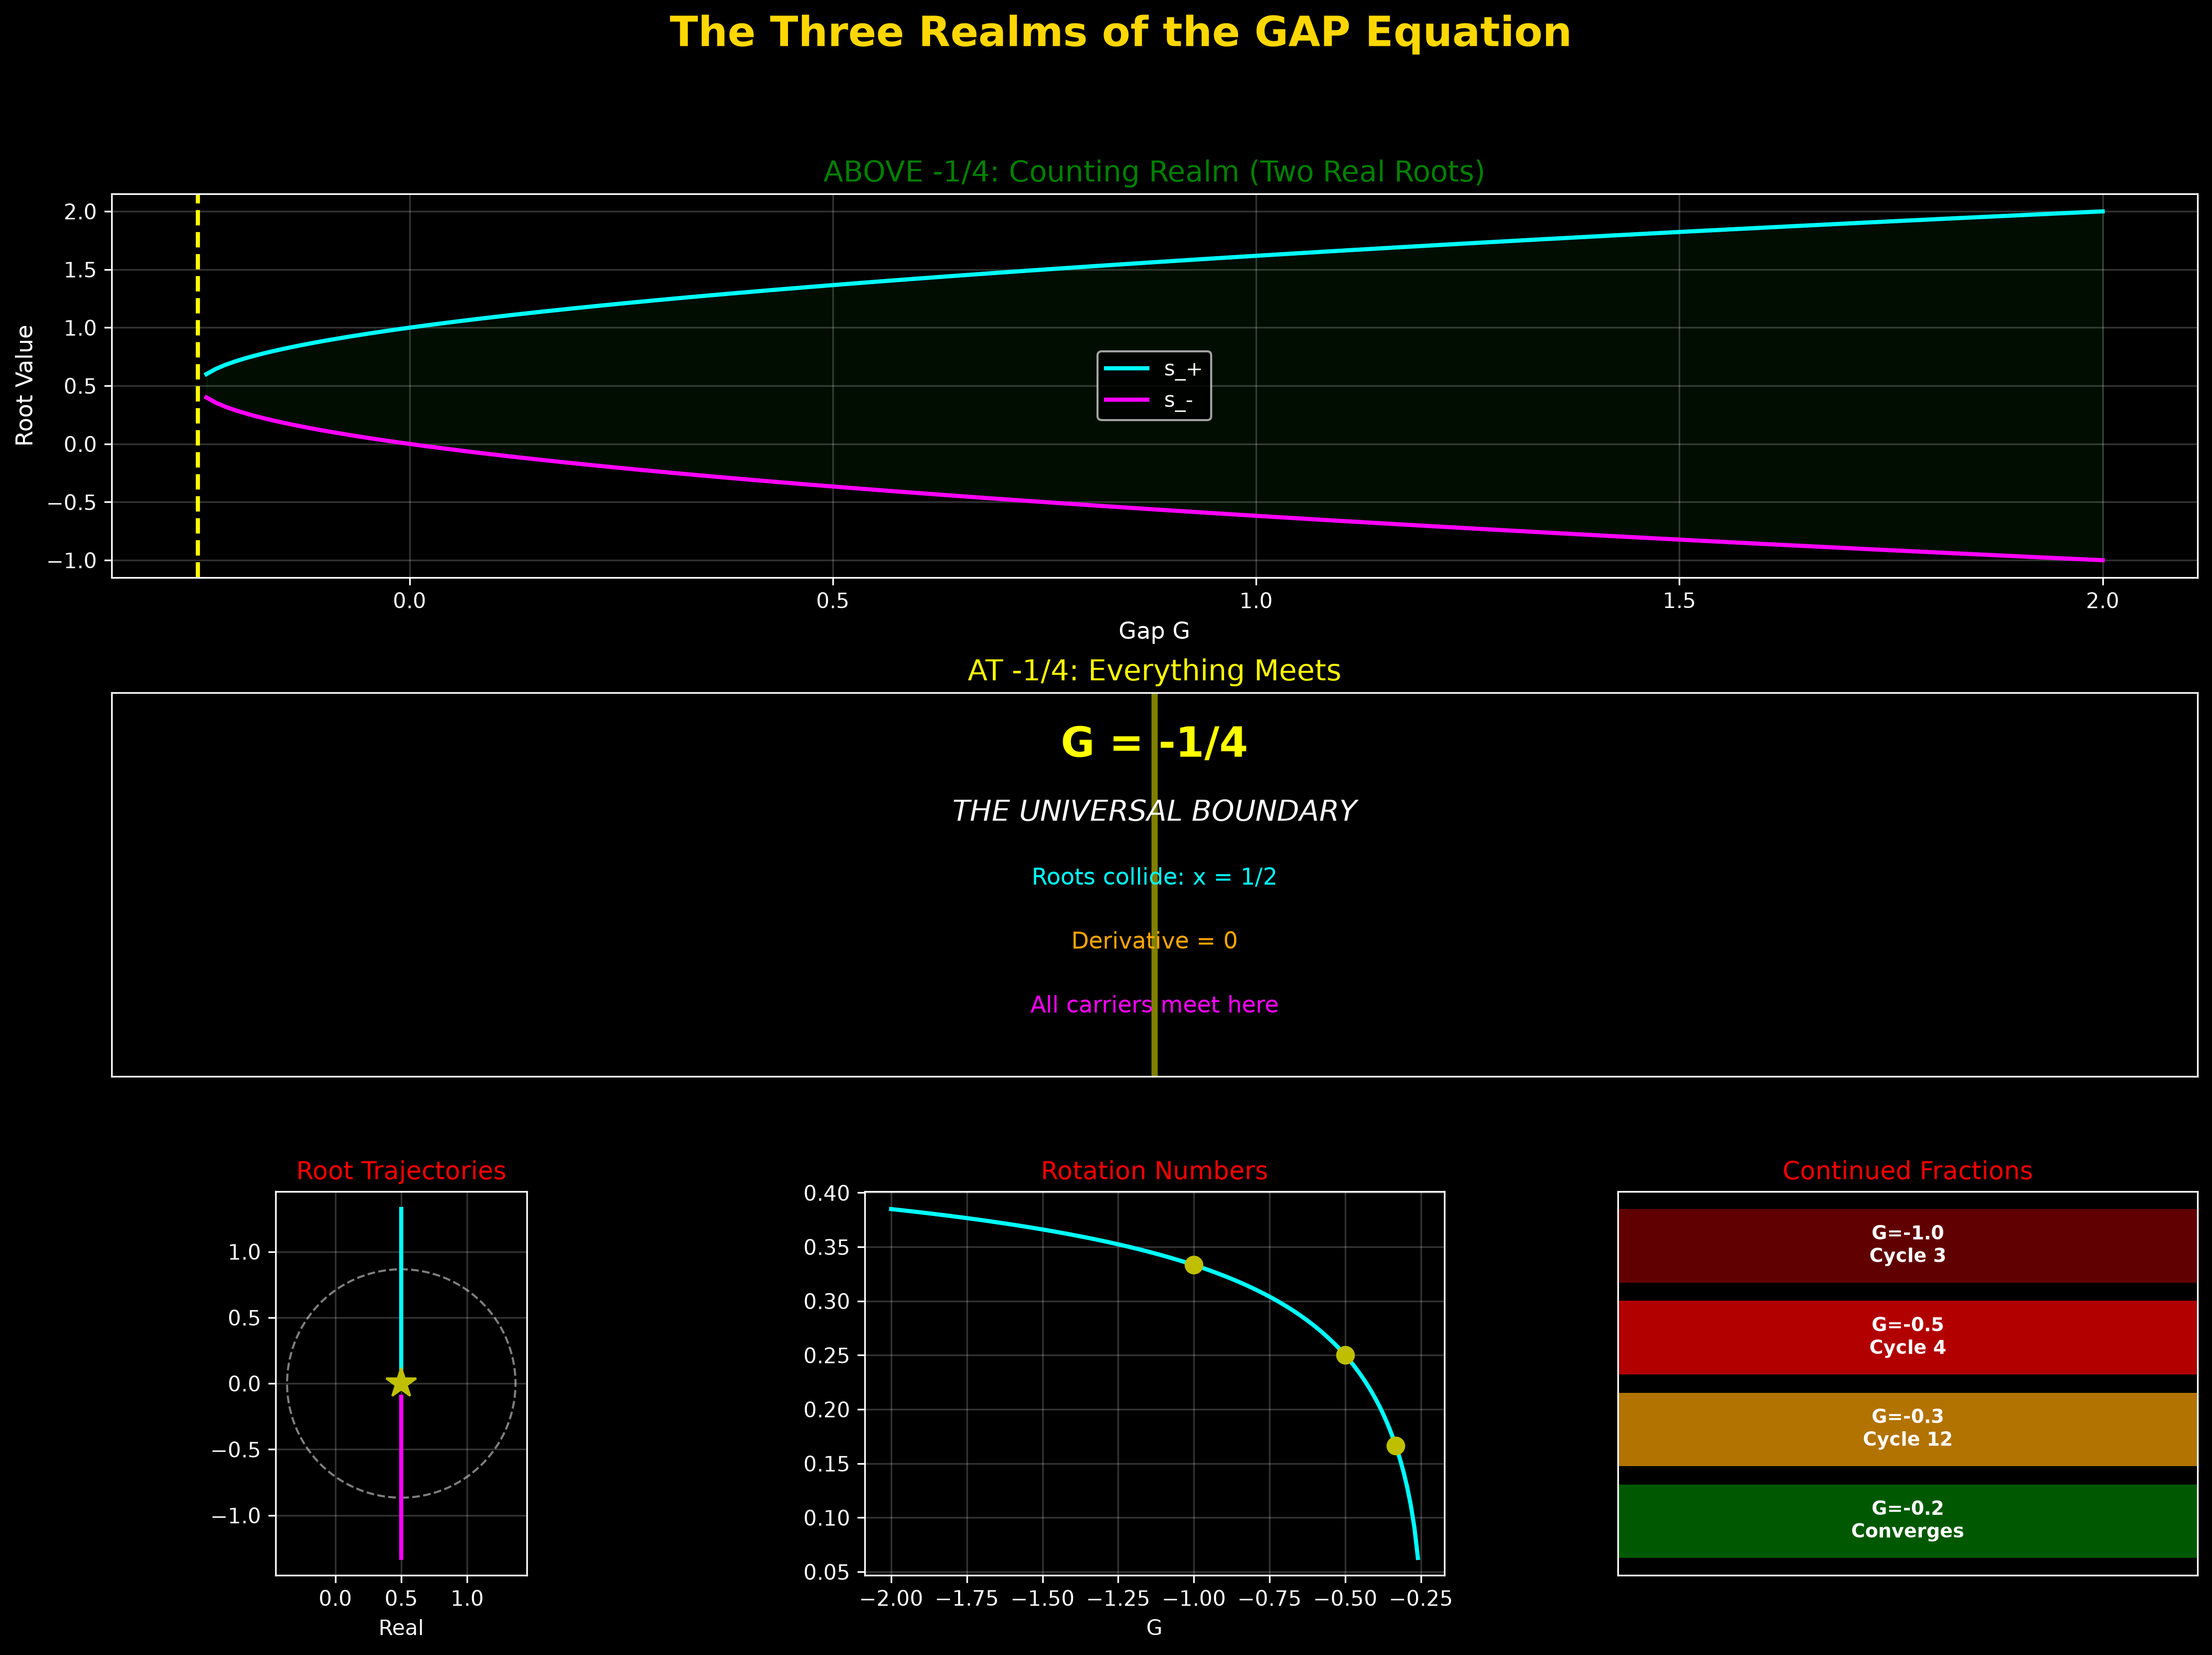 The Three Realms of the GAP Equation
ABOVE -1/4: Counting Realm (Two Real Roots)
Root Value
2.0
1.5
1.0
0.5
0.0
−0.5
−1.0
s_+
s_-
0.0 0.5 1.0 1.5 2.0
Gap G
AT -1/4: Everything Meets
G = -1/4
THE UNIVERSAL BOUNDARY
Roots collide: x = 1/2
Derivative = 0
All carriers meet here
Root Trajectories
1.0
0.5
0.0
−0.5
−1.0
0.0 0.5 1.0
Real
Rotation Numbers
0.40
0.35
0.30
0.25
0.20
0.15
0.10
0.05
−2.00 −1.75 −1.50 −1.25 −1.00 −0.75 −0.50 −0.25
G
Continued Fractions
G=-1.0
Cycle 3
G=-0.5
Cycle 4
G=-0.3
Cycle 12
G=-0.2
Converges